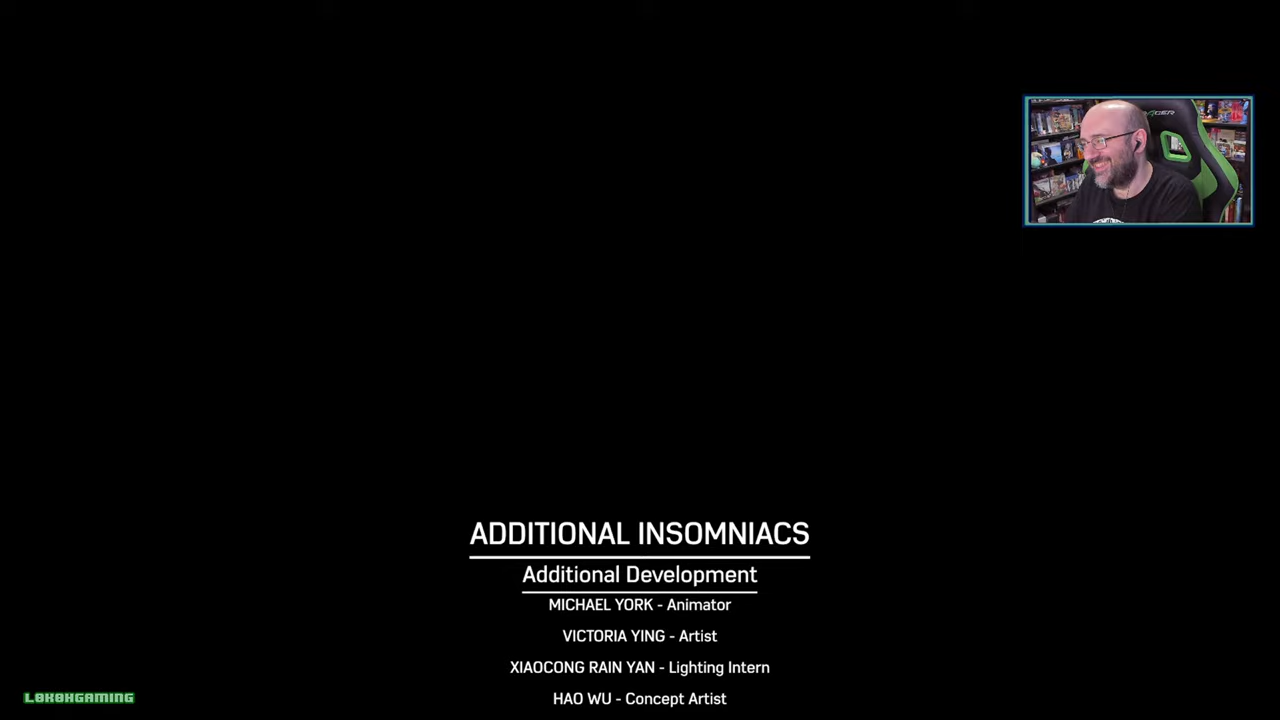 ADDITIONAL INSOMNIACS
Additional Development
MICHAEL YORK - Animator
VICTORIA YING - Artist
XIAOCONG RAIN YAN - Lighting Intern
HAO WU - Concept Artist
L0K0HGAMING